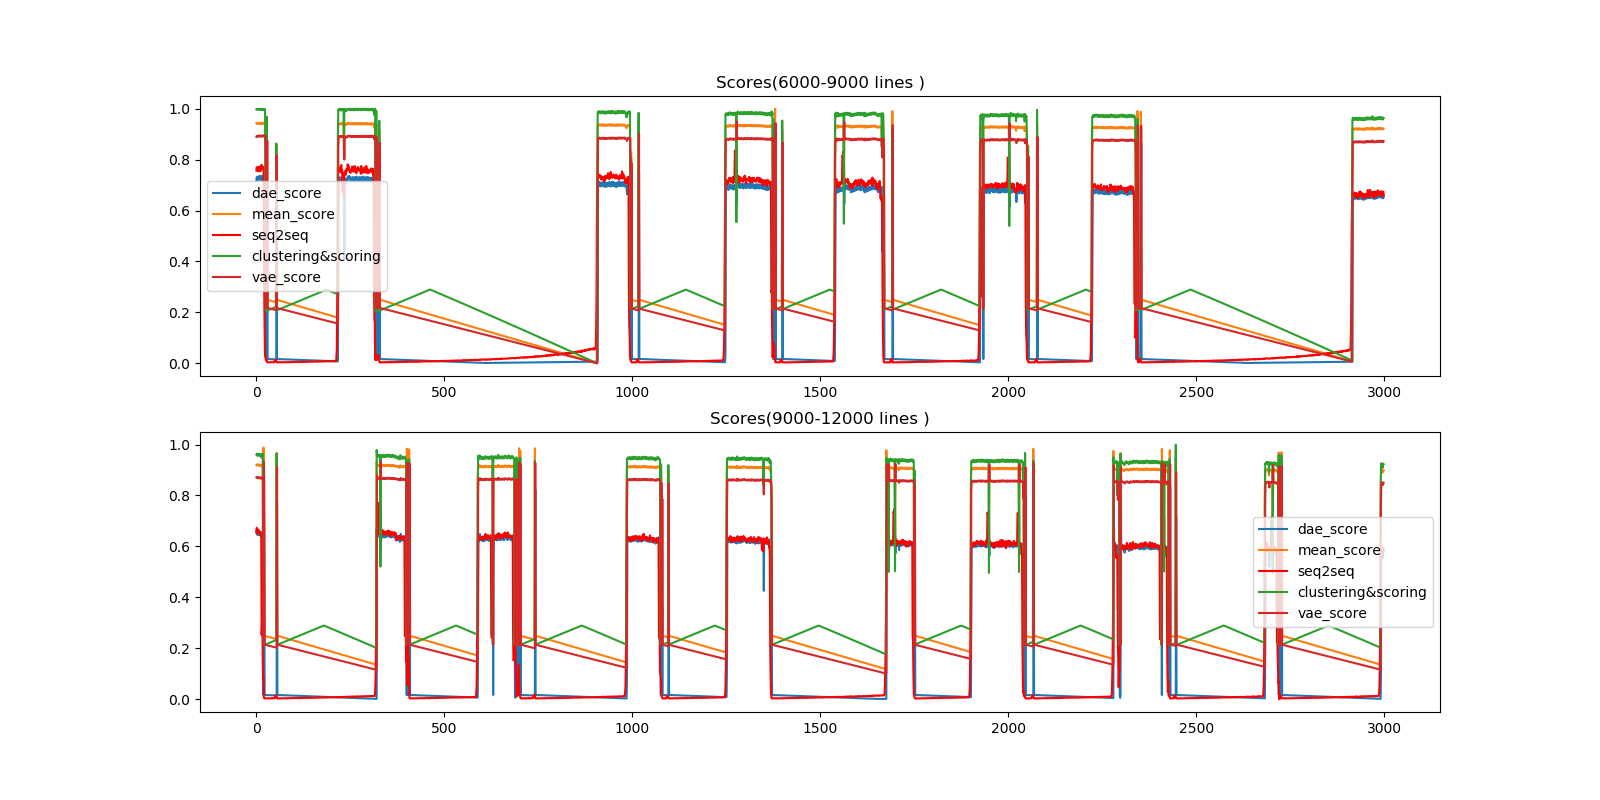 Scores(6000-9000 lines )
1.0
0.8
0.6
0.4
0.2
0.0
dae_score
mean_score
seq2seq
clustering&scoring
vae_score
0 500 1000 1500 2000 2500 3000
Scores(9000-12000 lines )
1.0
0.8
0.6
0.4
0.2
0.0
dae_score
mean_score
seq2seq
clustering&scoring
vae_score
0 500 1000 1500 2000 2500 3000